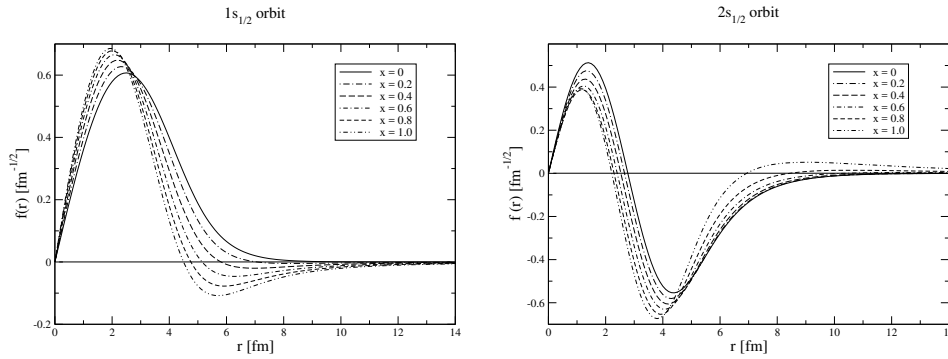 1s1/2 orbit
f(r) [fm-1/2]
0.6
0.4
0.2
0
-0.2
x = 0
x = 0.2
x = 0.4
x = 0.6
x = 0.8
x = 1.0
0 2 4 6 8 10 12 14
r [fm]
2s1/2 orbit
f (r) [fm-1/2]
0.4
0.2
0
-0.2
-0.4
-0.6
x = 0
x = 0.2
x = 0.4
x = 0.6
x = 0.8
x = 1.0
0 2 4 6 8 10 12 14
r [fm]